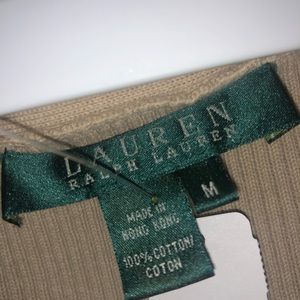 LAUREN
RALPH LAUREN
M
MADE IN
HONG KONG
100% COTTON/
COTON